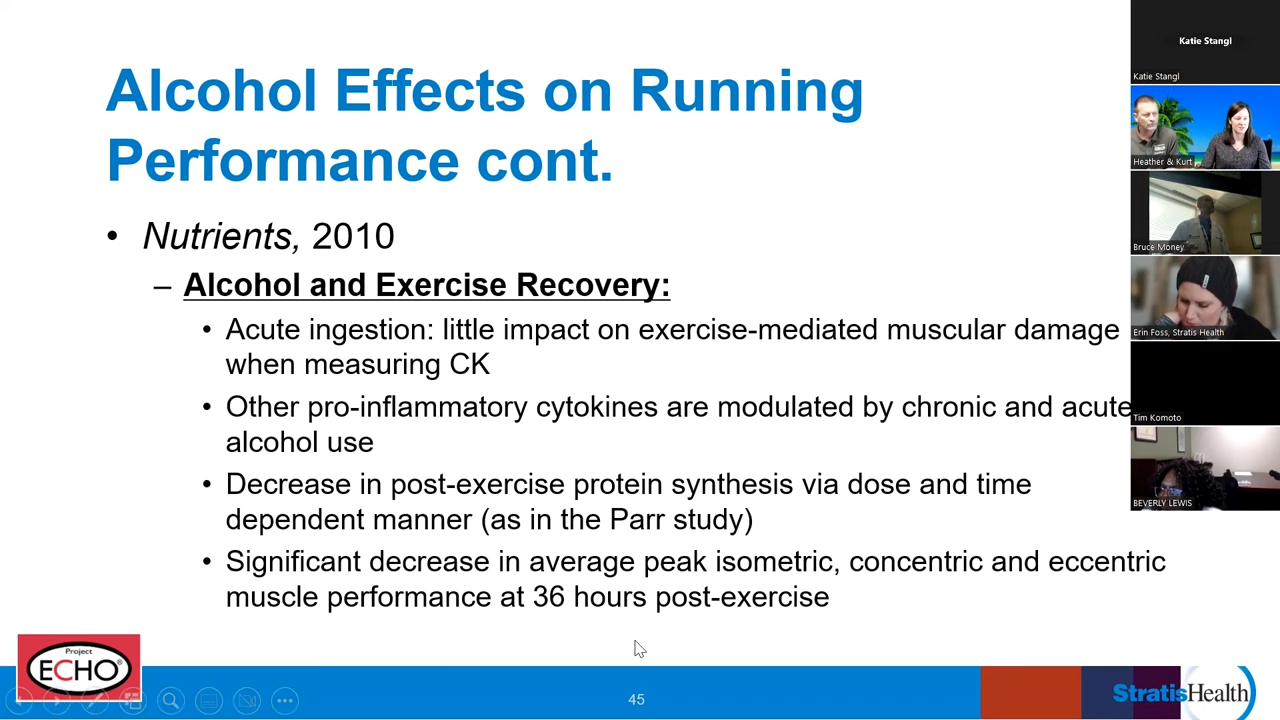 Alcohol Effects on Running
Performance cont.
• Nutrients, 2010
– Alcohol and Exercise Recovery:
• Acute ingestion: little impact on exercise-mediated muscular damage
when measuring CK
• Other pro-inflammatory cytokines are modulated by chronic and acute
alcohol use
• Decrease in post-exercise protein synthesis via dose and time
dependent manner (as in the Parr study)
• Significant decrease in average peak isometric, concentric and eccentric
muscle performance at 36 hours post-exercise
Project
ECHO®
45
StratisHealth
Katie Stangl
Katie Stangl
Heather & Kurt
Bruce Money
Erin Foss, Stratis Health
Tim Komoto
BEVERLY LEWIS